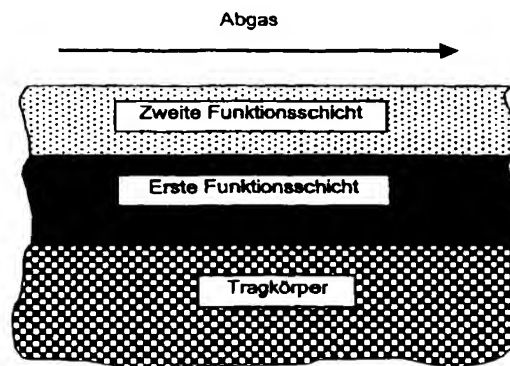 Abgas
Zweite Funktionsschicht
Erste Funktionsschicht
Tragkörper